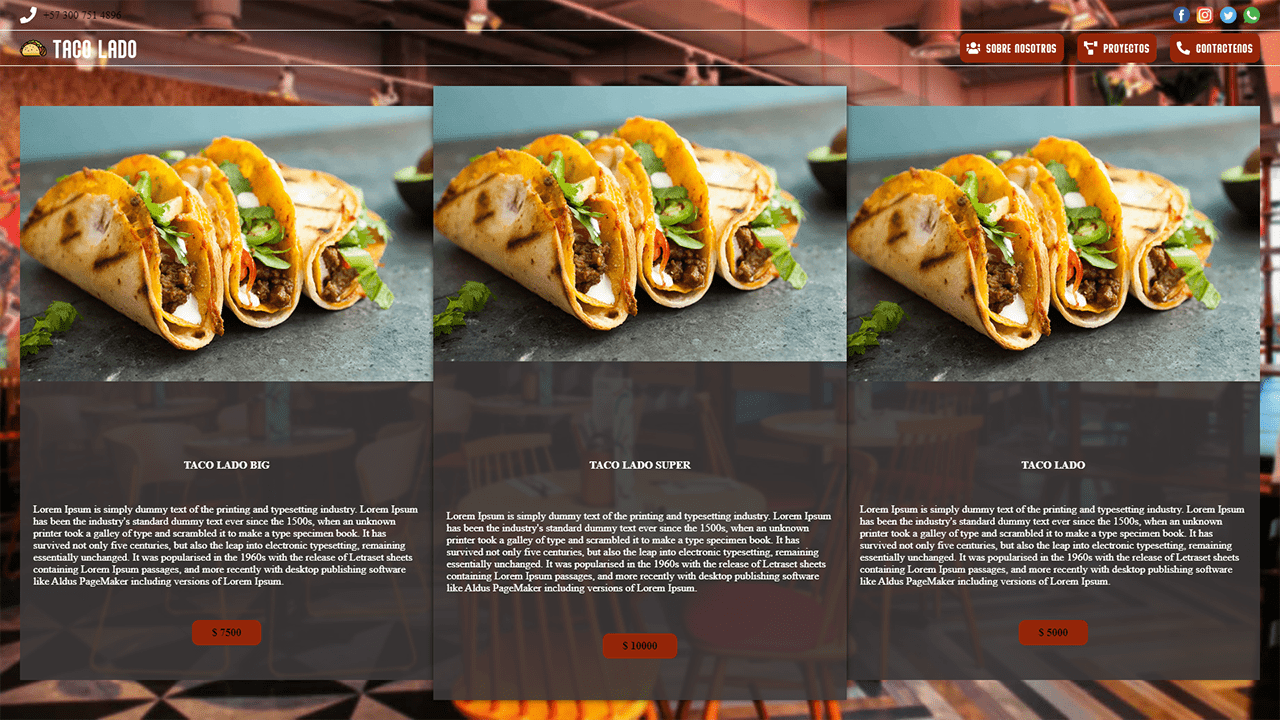 +57 300 751 4896
TACO LADO
SOBRE NOSOTROS
PROYECTOS
CONTACTENOS
TACO LADO BIG
Lorem Ipsum is simply dummy text of the printing and typesetting industry. Lorem Ipsum
has been the industry's standard dummy text ever since the 1500s, when an unknown
printer took a galley of type and scrambled it to make a type specimen book. It has
survived not only five centuries, but also the leap into electronic typesetting, remaining
essentially unchanged. It was popularised in the 1960s with the release of Letraset sheets
containing Lorem Ipsum passages, and more recently with desktop publishing software
like Aldus PageMaker including versions of Lorem Ipsum.
$ 7500
TACO LADO SUPER
Lorem Ipsum is simply dummy text of the printing and typesetting industry. Lorem Ipsum
has been the industry's standard dummy text ever since the 1500s, when an unknown
printer took a galley of type and scrambled it to make a type specimen book. It has
survived not only five centuries, but also the leap into electronic typesetting, remaining
essentially unchanged. It was popularised in the 1960s with the release of Letraset sheets
containing Lorem Ipsum passages, and more recently with desktop publishing software
like Aldus PageMaker including versions of Lorem Ipsum.
$ 10000
TACO LADO
Lorem Ipsum is simply dummy text of the printing and typesetting industry. Lorem Ipsum
has been the industry's standard dummy text ever since the 1500s, when an unknown
printer took a galley of type and scrambled it to make a type specimen book. It has
survived not only five centuries, but also the leap into electronic typesetting, remaining
essentially unchanged. It was popularised in the 1960s with the release of Letraset sheets
containing Lorem Ipsum passages, and more recently with desktop publishing software
like Aldus PageMaker including versions of Lorem Ipsum.
$ 5000